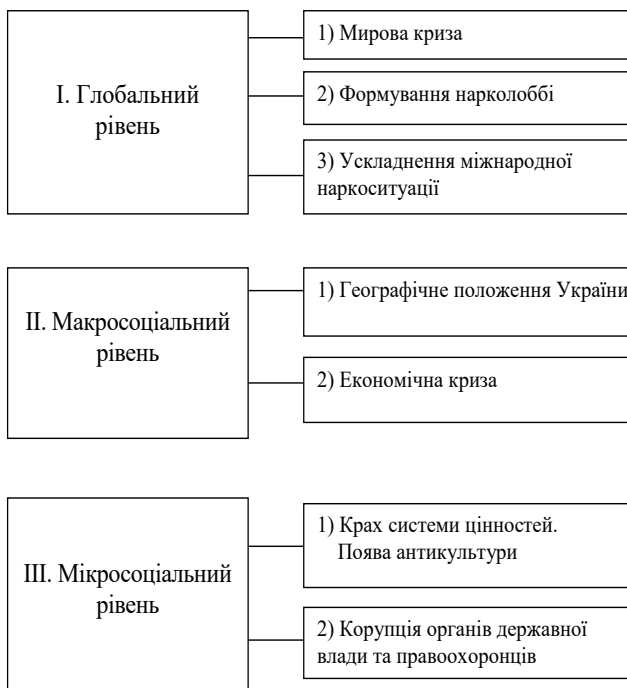 І. Глобальний
рівень
1) Мирова криза
2) Формування нарколоббі
3) Ускладнення міжнародної
наркоситуації
ІІ. Макросоціальний
рівень
1) Географічне положення України
2) Економічна криза
ІІІ. Мікросоціальний
рівень
1) Крах системи цінностей.
Поява антикультури
2) Корупція органів державної
влади та правоохоронців